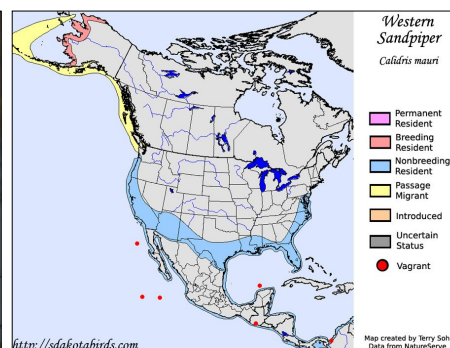 Western
Sandpiper
Calidris mauri
Permanent
Resident
Breeding
Resident
Nonbreeding
Resident
Passage
Migrant
Introduced
Uncertain
Status
Vagrant
Map created by Terry Soh
Data from NatureServe
http://sdakotabirds.com